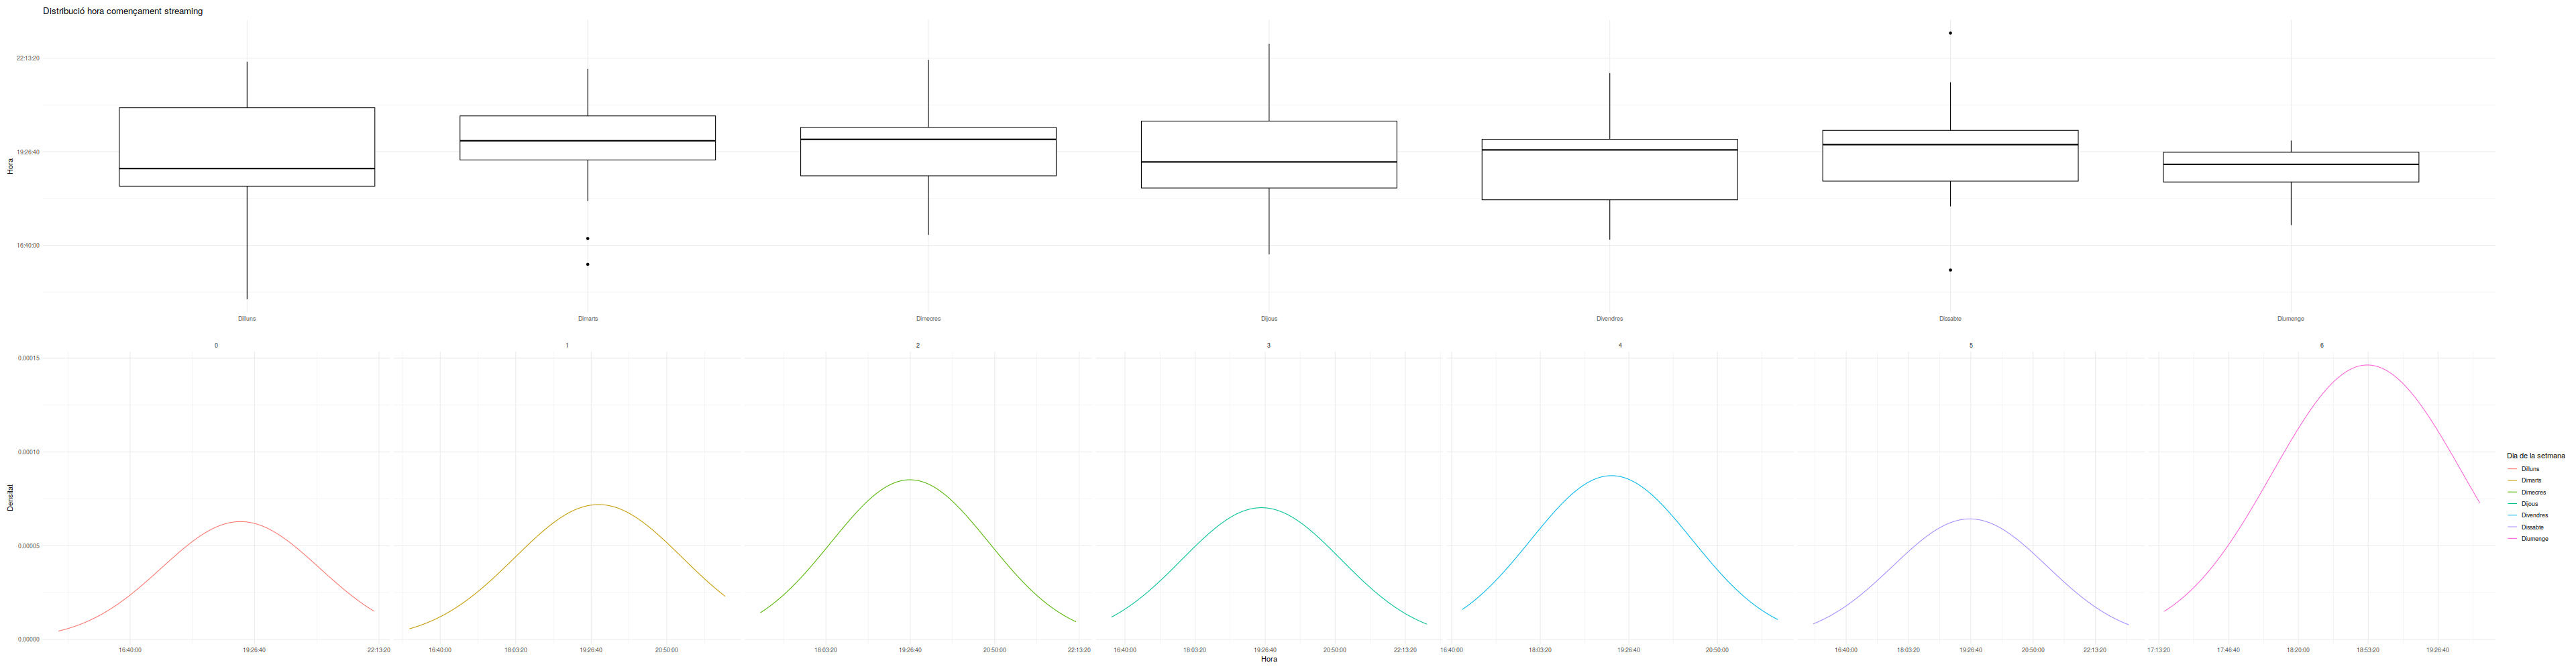 Distribució hora començament streaming
Hora
22:13:20
19:26:40
16:40:00
Dilluns Dimarts Dimecres Dijous Divendres Dissabte Diumenge
0 1 2 3 4 5 6
Densitat
0.00015
0.00010
0.00005
0.00000
16:40:00 19:26:40 22:13:20 16:40:00 18:03:20 19:26:40 20:50:00 18:03:20 19:26:40 20:50:00 22:13:20 16:40:00 18:03:20 19:26:40 20:50:00 22:13:20 16:40:00 18:03:20 19:26:40 20:50:00 16:40:00 18:03:20 19:26:40 20:50:00 22:13:20 17:13:20 17:46:40 18:20:00 18:53:20 19:26:40
Hora
Dia de la setmana
Dilluns
Dimarts
Dimecres
Dijous
Divendres
Dissabte
Diumenge